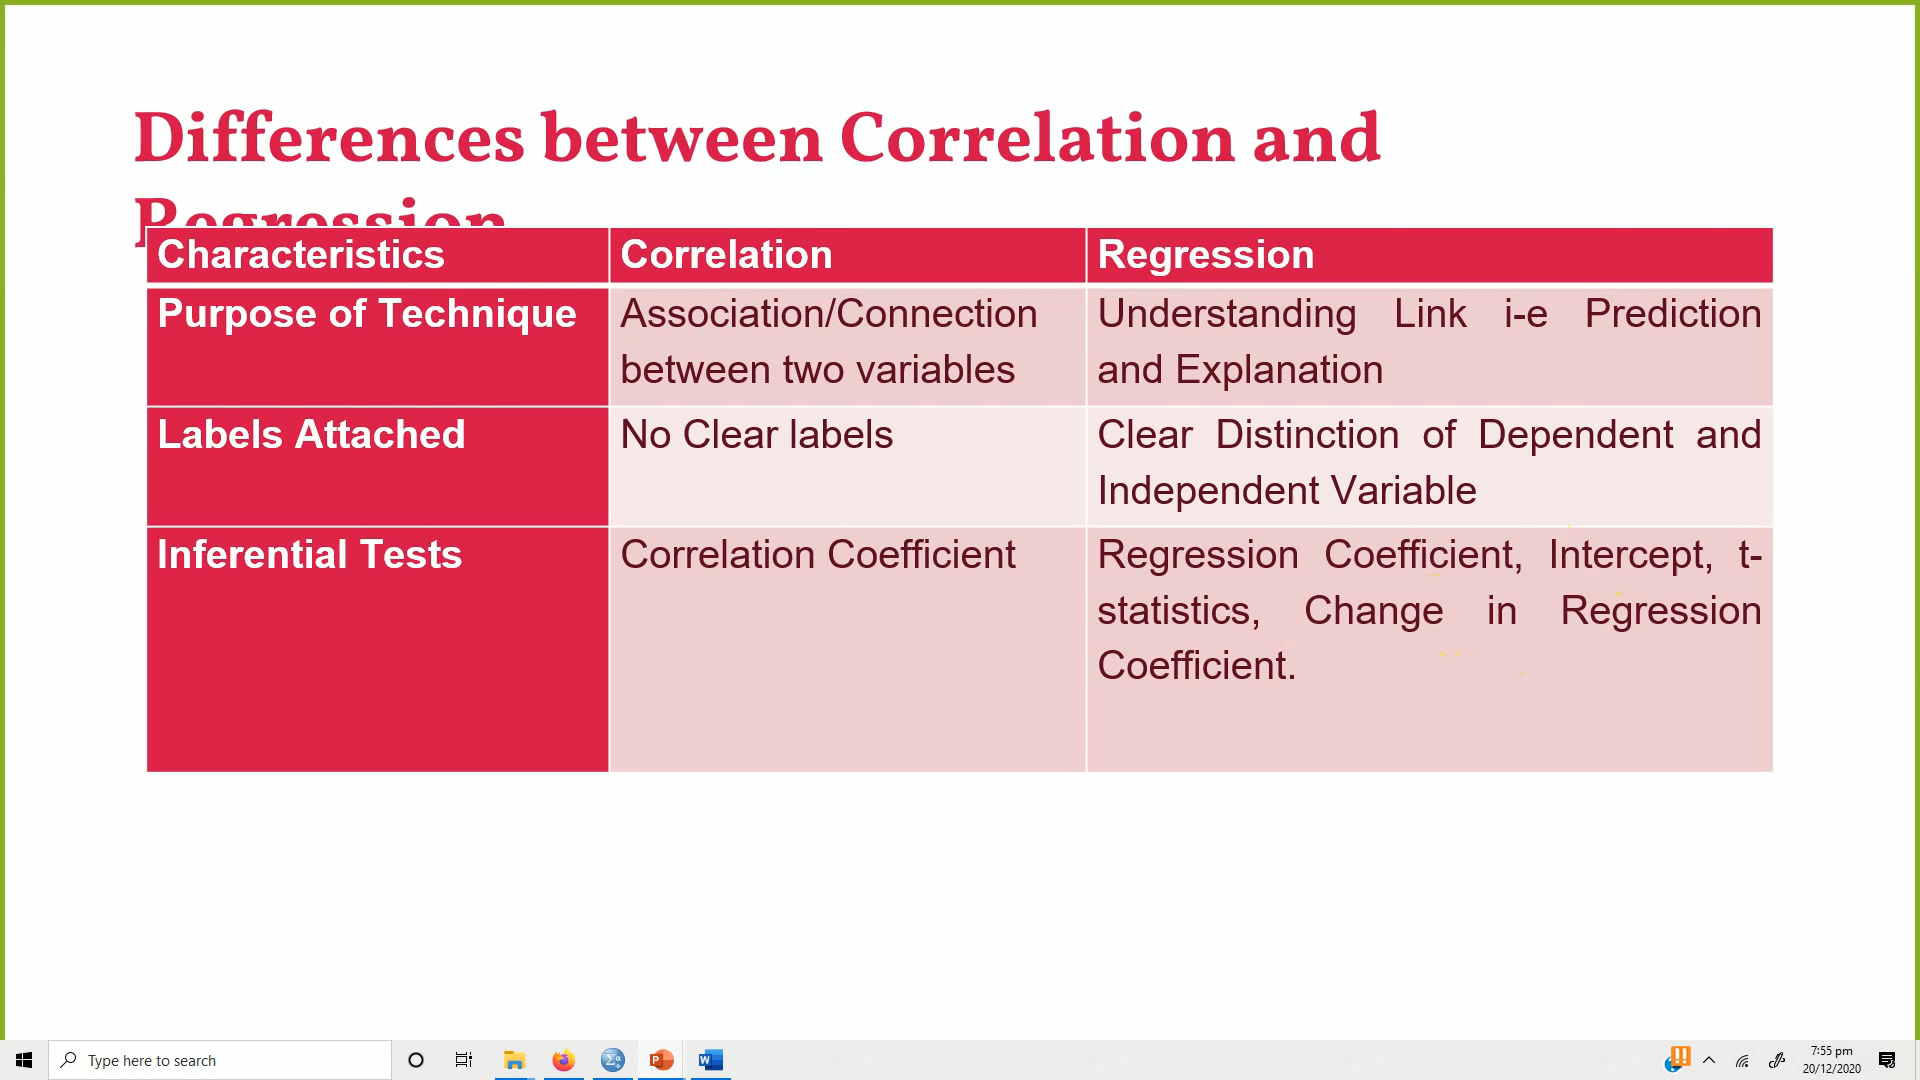 Differences between Correlation and
Regression
Characteristics
Correlation
Regression
Purpose of Technique
Association/Connection
between two variables
Understanding Link i-e Prediction
and Explanation
Labels Attached
No Clear labels
Clear Distinction of Dependent and
Independent Variable
Inferential Tests
Correlation Coefficient
Regression Coefficient, Intercept, t-
statistics, Change in Regression
Coefficient.
Type here to search
7:55 pm
20/12/2020